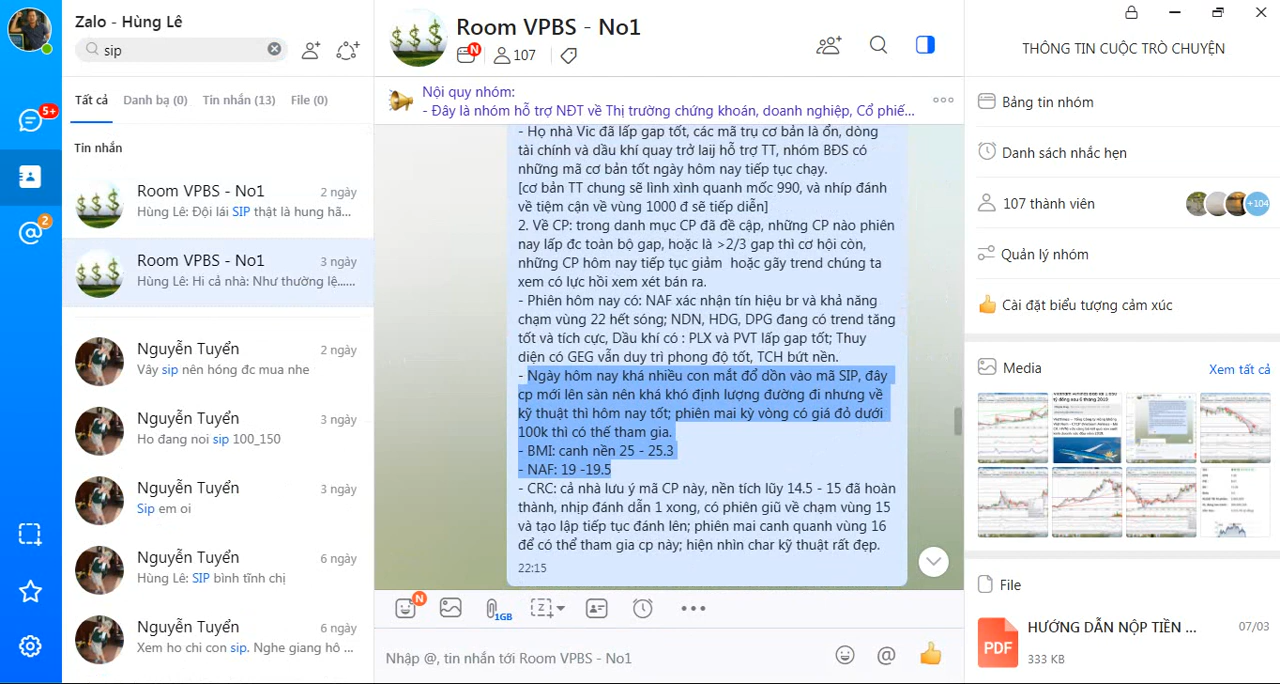 Zalo - Hùng Lê
sip
Tất cả
Danh bạ (0)
Tin nhắn (13)
File (0)
5+
2
Tin nhắn
Room VPBS - No1
2 ngày
Hùng Lê: Đội lái SIP thật là hung hã...
Room VPBS - No1
3 ngày
Hùng Lê: Hi cả nhà: Như thường lệ......
Nguyễn Tuyển
2 ngày
Vây sip nên hóng đc mua nhe
Nguyễn Tuyển
3 ngày
Ho đang noi sip 100_150
Nguyễn Tuyển
3 ngày
Sip em oi
Nguyễn Tuyển
6 ngày
Hùng Lê: SIP bình tĩnh chị
Nguyễn Tuyển
6 ngày
Xem ho chi con sip. Nghe giang hô ...
Room VPBS - No1
N
107
Nội quy nhóm:
- Đây là nhóm hỗ trợ NĐT về Thị trường chứng khoán, doanh nghiệp, Cổ phiế...
- Họ nhà Vic đã lấp gap tốt, các mã trụ cơ bản là ổn, dòng
tài chính và dầu khí quay trở laij hỗ trợ TT, nhóm BĐS có
những mã cơ bản tốt ngày hôm nay tiếp tục chạy.
[cơ bản TT chung sẽ lình xình quanh mốc 990, và nhíp đánh
về tiệm cận về vùng 1000 đ sẽ tiếp diễn]
2. Về CP: trong danh mục CP đã đề cập, những CP nào phiên
nay lấp đc toàn bộ gap, hoặc là >2/3 gap thì cơ hội còn,
những CP hôm nay tiếp tục giảm  hoặc gãy trend chúng ta
xem có lực hồi xem xét bán ra.
- Phiên hôm nay có: NAF xác nhận tín hiệu br và khả năng
chạm vùng 22 hết sóng; NDN, HDG, DPG đang có trend tăng
tốt và tích cực, Dầu khí có : PLX và PVT lấp gap tốt; Thuy
diện có GEG vẫn duy trì phong độ tốt, TCH bứt nền.
- Ngày hôm nay khá nhiều con mắt đổ dồn vào mã SIP, đây
cp mới lên sàn nên khá khó định lượng đường đi nhưng về
kỹ thuật thì hôm nay tốt; phiên mai kỳ vòng có giá đỏ dưới
100k thì có thể tham gia.
- BMI: canh nền 25 - 25.3
- NAF: 19 -19.5
- CRC: cả nhà lưu ý mã CP này, nền tích lũy 14.5 - 15 đã hoàn
thành, nhịp đánh dẫn 1 xong, có phiên giũ về chạm vùng 15
và tạo lập tiếp tục đánh lên; phiên mai canh quanh vùng 16
để có thể tham gia cp này; hiện nhìn char kỹ thuật rất đẹp.
22:15
N
1GB
Nhập @, tin nhắn tới Room VPBS - No1
THÔNG TIN CUỘC TRÒ CHUYỆN
Bảng tin nhóm
Danh sách nhắc hẹn
107 thành viên
+104
Quản lý nhóm
Cài đặt biểu tượng cảm xúc
Media
Xem tất cả
File
PDF
HƯỚNG DẪN NỘP TIỀN ...
07/03
333 KB